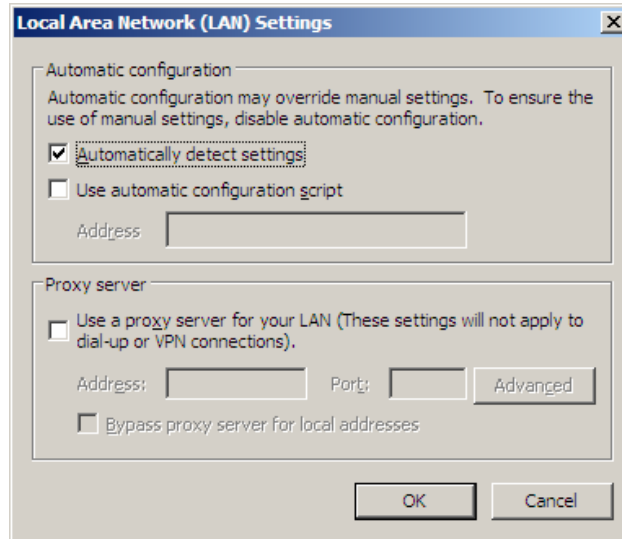 Local Area Network (LAN) Settings
Automatic configuration
Automatic configuration may override manual settings. To ensure the
use of manual settings, disable automatic configuration.
Automatically detect settings
Use automatic configuration script
Address
Proxy server
Use a proxy server for your LAN (These settings will not apply to
dial-up or VPN connections).
Address: Port: Advanced
Bypass proxy server for local addresses
OK Cancel